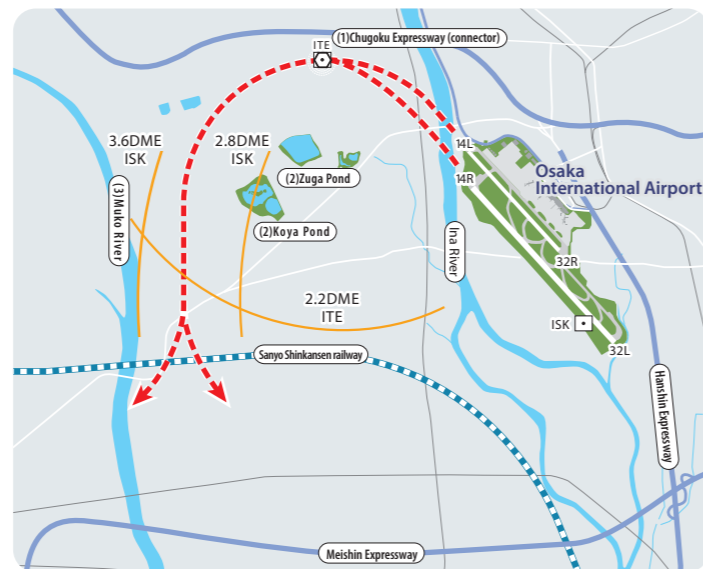 (1)Chugoku Expressway (connector)
ITE
3.6DME
ISK
2.8DME
ISK
14L
14R
(2)Zuga Pond
Osaka
International Airport
(3)Muko River
(2)Koya Pond
Ina River
32R
2.2DME
ITE
ISK
32L
Sanyo Shinkansen railway
Hanshin Expressway
Meishin Expressway